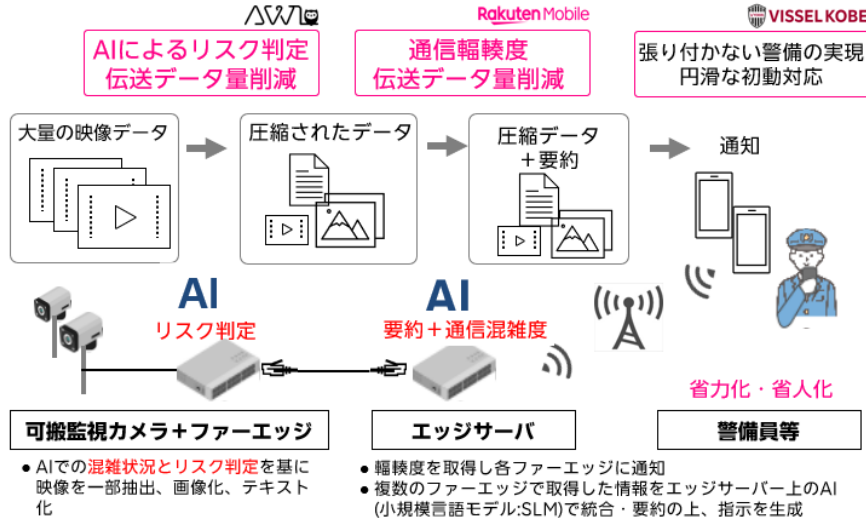 AWL
Rakuten Mobile
VISSEL KOBE
AIによるリスク判定
伝送データ量削減
通信輻輳度
伝送データ量削減
張り付かない警備の実現
円滑な初動対応
大量の映像データ
圧縮されたデータ
圧縮データ
+要約
通知
AI
リスク判定
AI
要約+通信混雑度
省力化・省人化
可搬監視カメラ+ファーエッジ
エッジサーバ
警備員等
• AIでの混雑状況とリスク判定を基に
映像を一部抽出、画像化、テキスト
化
• 輻輳度を取得し各ファーエッジに通知
• 複数のファーエッジで取得した情報をエッジサーバー上のAI
(小規模言語モデル:SLM)で統合・要約の上、指示を生成